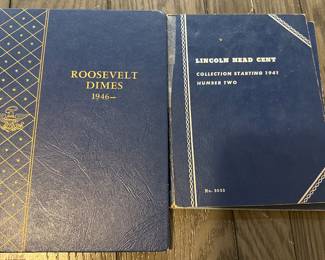 ROOSEVELT
DIMES
1946—
LINCOLN HEAD CENT
COLLECTION STARTING 1941
NUMBER TWO